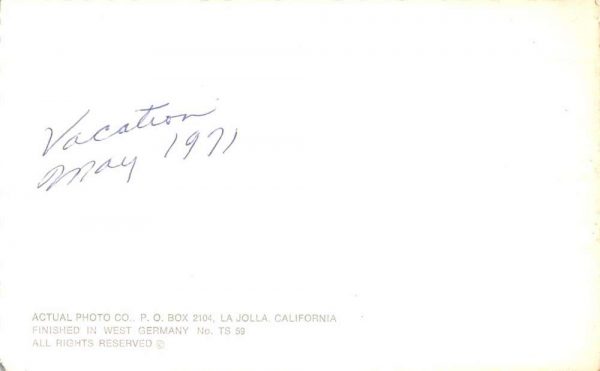 Vacation
May 1971
ACTUAL PHOTO CO., P. O. BOX 2104, LA JOLLA, CALIFORNIA
FINISHED IN WEST GERMANY No. TS 59
ALL RIGHTS RESERVED ©